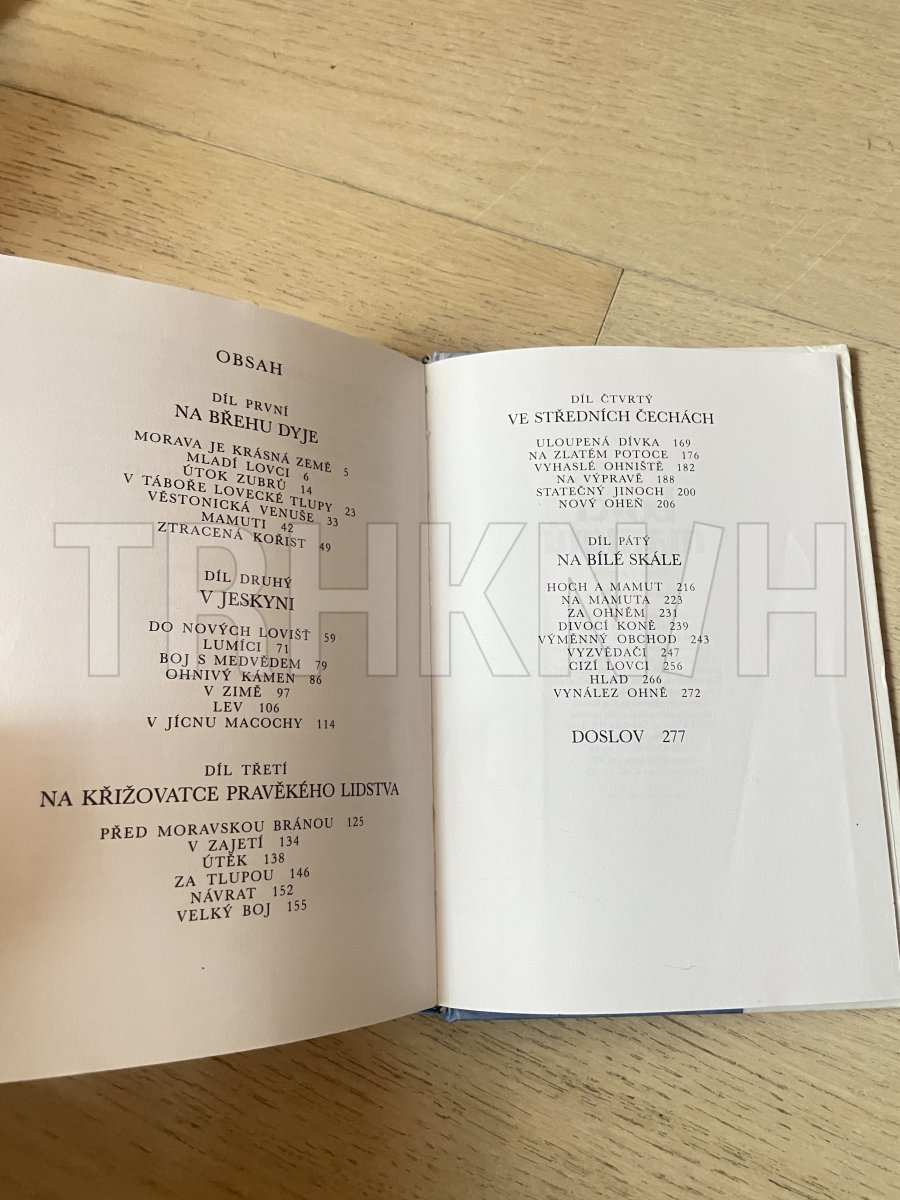 OBSAH
DÍL PRVNÍ
NA BŘEHU DYJE
MORAVA JE KRÁSNÁ ZEMĚ 5
MLADÍ LOVCI 6
ÚTOK ZUBRŮ 14
V TÁBOŘE LOVECKÉ TLUPY 23
VĚSTONICKÁ VENUŠE 33
MAMUTI 42
ZTRACENÁ KOŘIST 49
DÍL DRUHÝ
V JESKYNI
DO NOVÝCH LOVIŠŤ 59
LUMÍCI 71
BOJ S MEDVĚDEM 79
OHNIVÝ KÁMEN 86
V ZIMĚ 97
LEV 106
V JÍCNU MACOCHY 114
DÍL TŘETÍ
NA KŘIŽOVATCE PRAVĚKÉHO LIDSTVA
PŘED MORAVSKOU BRÁNOU 125
V ZAJETÍ 134
ÚTĚK 138
ZA TLUPOU 146
NÁVRAT 152
VELKÝ BOJ 155
DÍL ČTVRTÝ
VE STŘEDNÍCH ČECHÁCH
ULOUPENÁ DÍVKA 169
NA ZLATÉM POTOCE 176
VYHASLÉ OHNIŠTĚ 182
NA VÝPRAVĚ 188
STATEČNÝ JINOCH 200
NOVÝ OHEŇ 206
DÍL PÁTÝ
NA BÍLÉ SKÁLE
HOCH A MAMUT 216
NA MAMUTA 223
ZA OHNĚM 231
DIVOCÍ KONĚ 239
VÝMĚNNÝ OBCHOD 243
VYZVĚDAČI 247
CIZÍ LOVCI 256
HLAD 266
VYNÁLEZ OHNĚ 272
DOSLOV 277